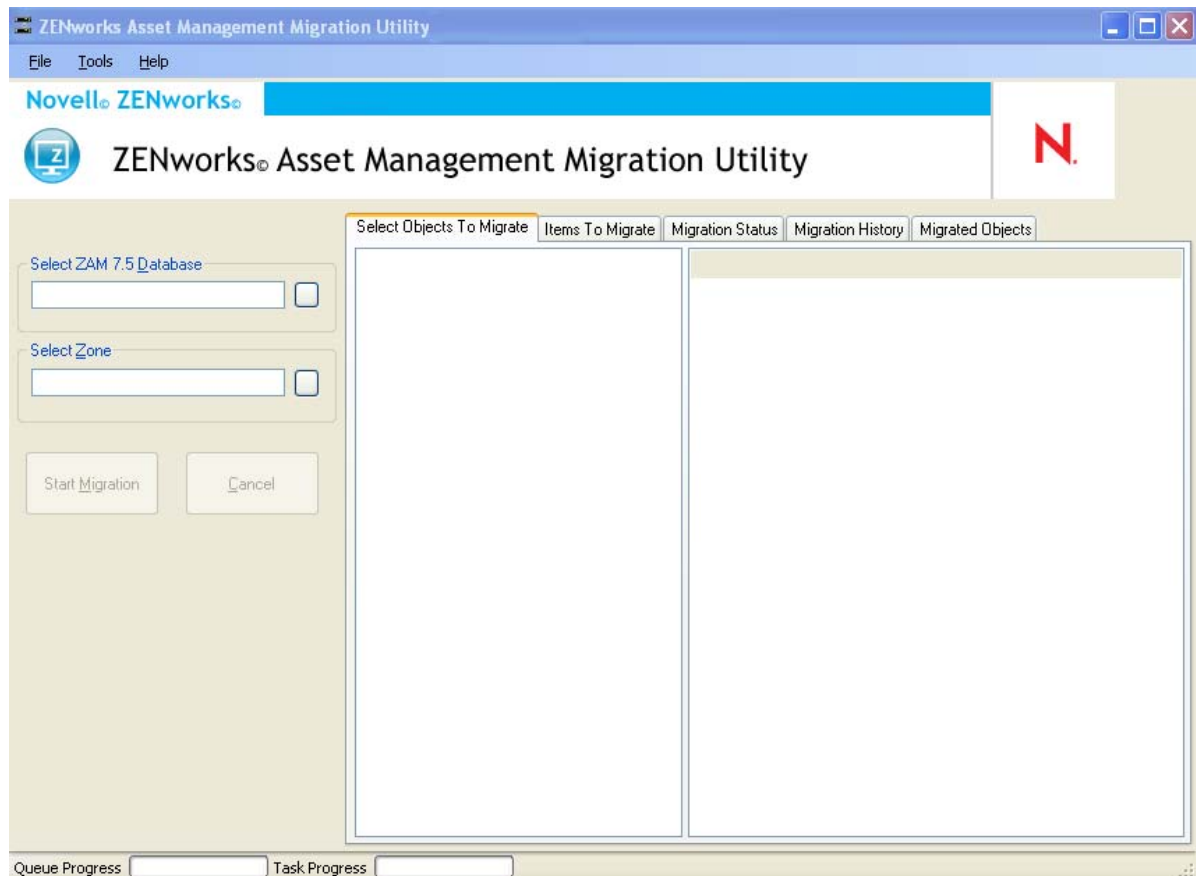 ZENworks Asset Management Migration Utility
File Tools Help
Novell© ZENworks©
Z
ZENworks© Asset Management Migration Utility
N.
Select Objects To Migrate Items To Migrate Migration Status Migration History Migrated Objects
Select ZAM 7.5 Database
Select Zone
Start Migration Cancel
Queue Progress Task Progress